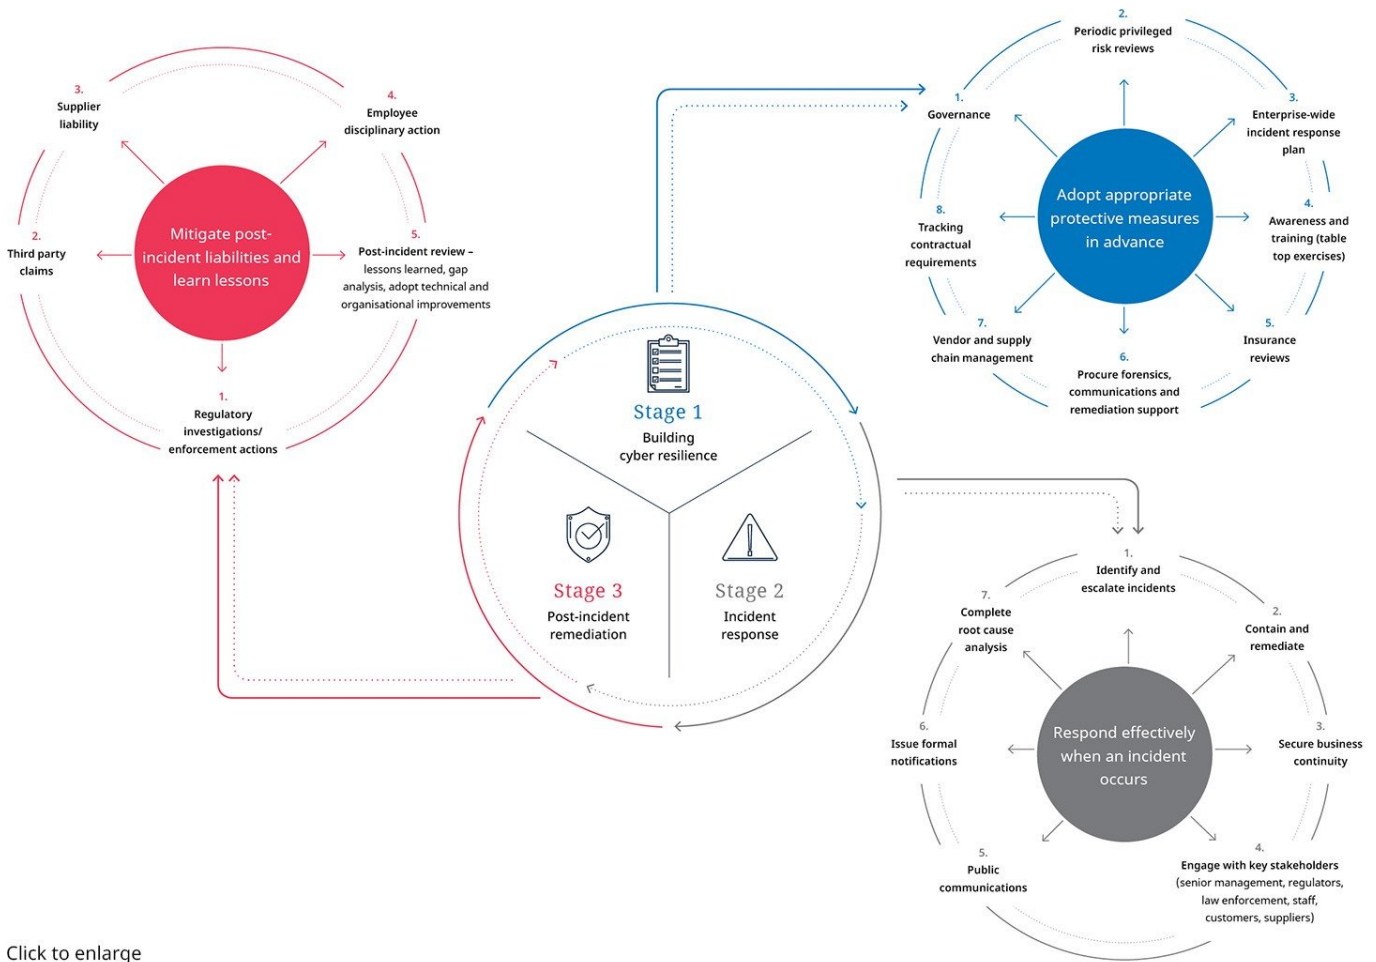 3.
Supplier
liability
4.
Employee
disciplinary action
2.
Third party
claims
Mitigate post-
incident liabilities and
learn lessons
5.
Post-incident review –
lessons learned, gap
analysis, adopt technical and
organisational improvements
1.
Regulatory
investigations/
enforcement actions
2.
Periodic privileged
risk reviews
1.
Governance
3.
Enterprise-wide
incident response
plan
Adopt appropriate
protective measures
in advance
8.
Tracking
contractual
requirements
4.
Awareness and
training (table
top exercises)
7.
Vendor and supply
chain management
5.
Insurance
reviews
6.
Procure forensics,
communications and
remediation support
Stage 1
Building
cyber resilience
Stage 3
Post-incident
remediation
Stage 2
Incident
response
1.
Identify and
escalate incidents
7.
Complete
root cause
analysis
2.
Contain and
remediate
6.
Issue formal
notifications
Respond effectively
when an incident
occurs
3.
Secure business
continuity
5.
Public
communications
4.
Engage with key stakeholders
(senior management, regulators,
law enforcement, staff,
customers, suppliers)
Click to enlarge